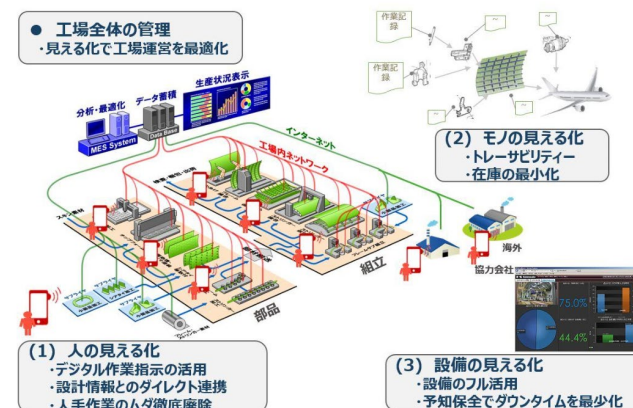 ● 工場全体の管理
・見える化で工場運営を最適化
分析・最適化
データ蓄積
生産状況表示
MES System
Data Base
インターネット
工場内ネットワーク
作業記録
作業記
録
(2) モノの見える化
・トレーサビリティー
・在庫の最小化
組立
部品
海外
協力会社
75.0%
44.4%
(1) 人の見える化
・デジタル作業指示の活用
・設計情報とのダイレクト連携
・人手作業のムダ徹底廃除
(3) 設備の見える化
・設備のフル活用
・予知保全でダウンタイムを最少化